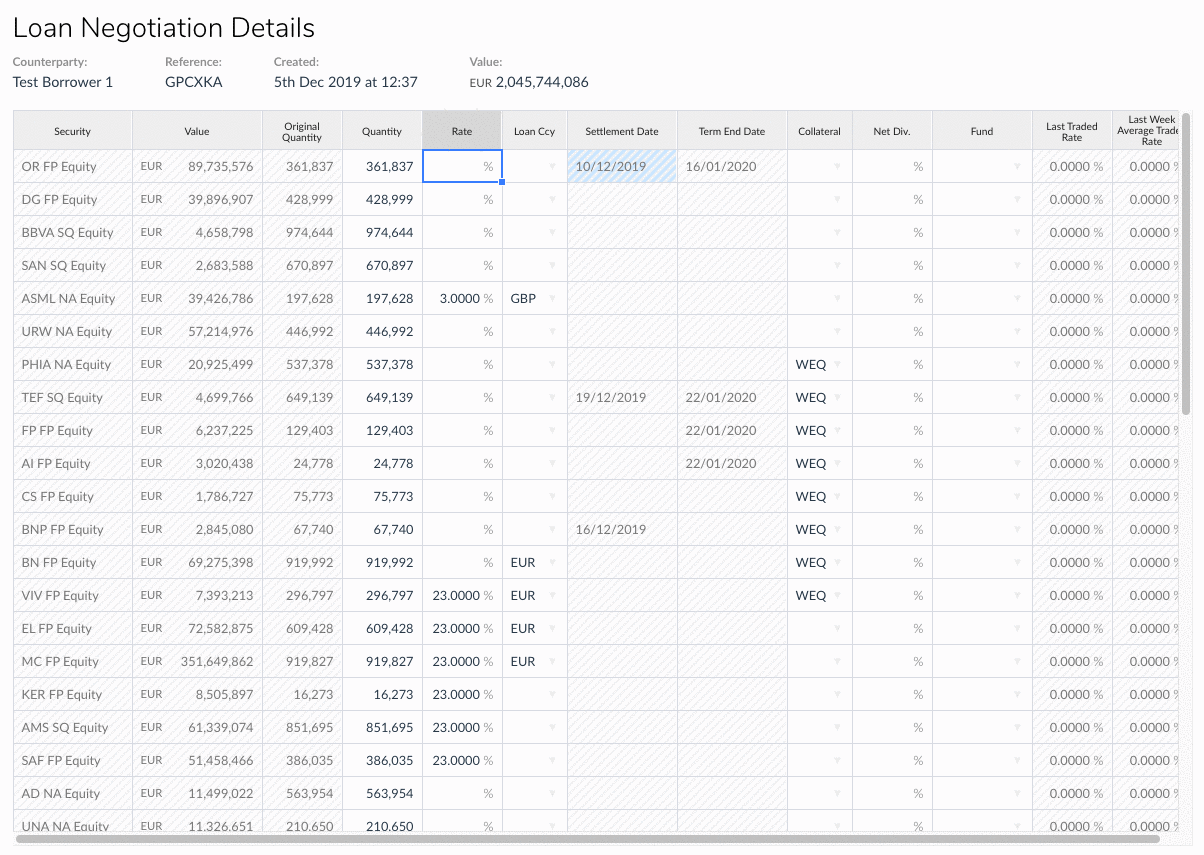 Loan Negotiation Details
Counterparty: Reference: Created: Value:
Test Borrower 1 GPCXKA 5th Dec 2019 at 12:37 EUR 2,045,744,086
Security Value Original Quantity Quantity Rate Loan Ccy Settlement Date Term End Date Collateral Net Div. Fund Last Traded Rate Last Week Average Trade Rate
OR FP Equity EUR 89,735,576 361,837 361,837 % 10/12/2019 16/01/2020 % 0.0000 % 0.0000 %
DG FP Equity EUR 39,896,907 428,999 428,999 % % 0.0000 % 0.0000 %
BBVA SQ Equity EUR 4,658,798 974,644 974,644 % % 0.0000 % 0.0000 %
SAN SQ Equity EUR 2,683,588 670,897 670,897 % % 0.0000 % 0.0000 %
ASML NA Equity EUR 39,426,786 197,628 197,628 3.0000 % GBP % 0.0000 % 0.0000 %
URW NA Equity EUR 57,214,976 446,992 446,992 % % 0.0000 % 0.0000 %
PHIA NA Equity EUR 20,925,499 537,378 537,378 % WEQ % 0.0000 % 0.0000 %
TEF SQ Equity EUR 4,699,766 649,139 649,139 % 19/12/2019 22/01/2020 WEQ % 0.0000 % 0.0000 %
FP FP Equity EUR 6,237,225 129,403 129,403 % 22/01/2020 WEQ % 0.0000 % 0.0000 %
AI FP Equity EUR 3,020,438 24,778 24,778 % 22/01/2020 WEQ % 0.0000 % 0.0000 %
CS FP Equity EUR 1,786,727 75,773 75,773 % WEQ % 0.0000 % 0.0000 %
BNP FP Equity EUR 2,845,080 67,740 67,740 % 16/12/2019 WEQ % 0.0000 % 0.0000 %
BN FP Equity EUR 69,275,398 919,992 919,992 % EUR WEQ % 0.0000 % 0.0000 %
VIV FP Equity EUR 7,393,213 296,797 296,797 23.0000 % EUR WEQ % 0.0000 % 0.0000 %
EL FP Equity EUR 72,582,875 609,428 609,428 23.0000 % EUR % 0.0000 % 0.0000 %
MC FP Equity EUR 351,649,862 919,827 919,827 23.0000 % EUR % 0.0000 % 0.0000 %
KER FP Equity EUR 8,505,897 16,273 16,273 23.0000 % % 0.0000 % 0.0000 %
AMS SQ Equity EUR 61,339,074 851,695 851,695 23.0000 % % 0.0000 % 0.0000 %
SAF FP Equity EUR 51,458,466 386,035 386,035 23.0000 % % 0.0000 % 0.0000 %
AD NA Equity EUR 11,499,022 563,954 563,954 % % 0.0000 % 0.0000 %
UNA NA Equity EUR 11,326,651 210,650 210,650 % % 0.0000 % 0.0000 %